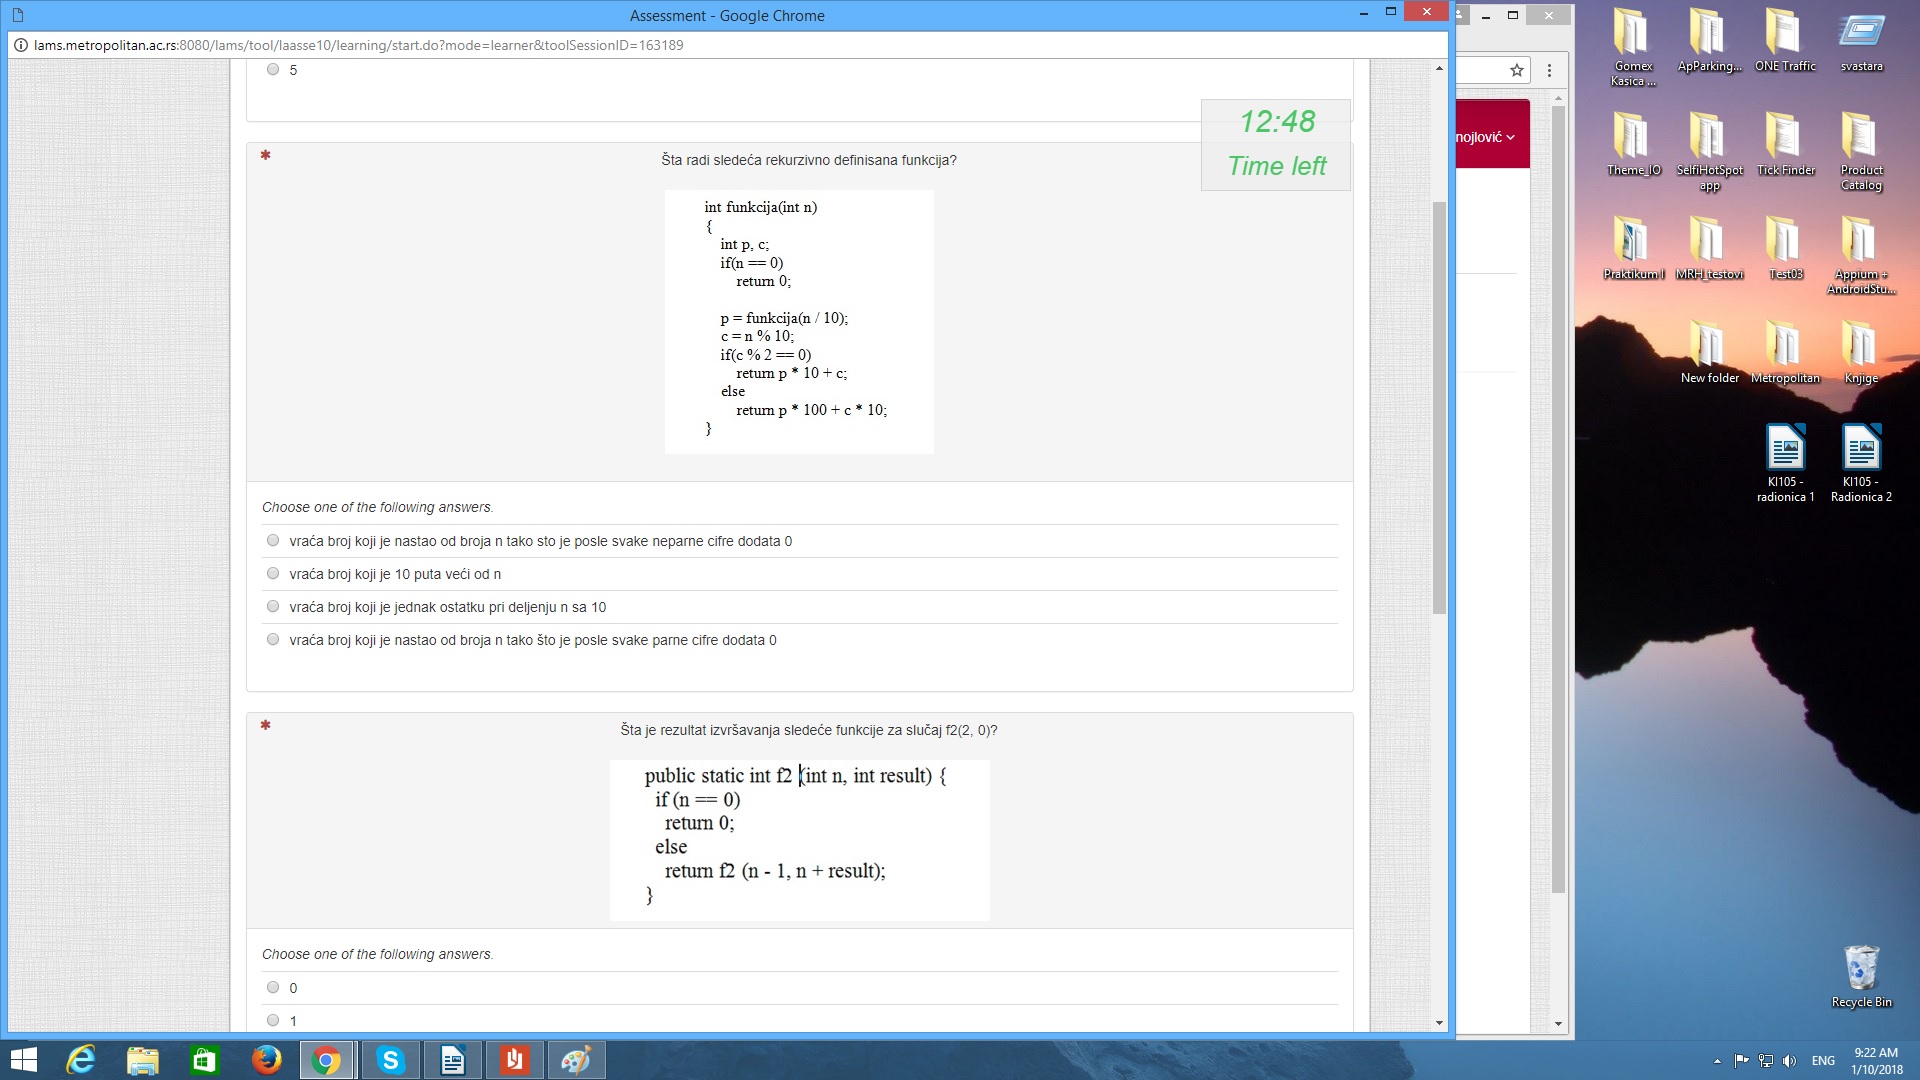 Assessment - Google Chrome
lams.metropolitan.ac.rs:8080/lams/tool/laasse10/learning/start.do?mode=learner&toolSessionID=163189
5
12:48
Time left
nojlović
* Šta radi sledeća rekurzivno definisana funkcija?
int funkcija(int n)
{
int p, c;
if(n == 0)
return 0;
p = funkcija(n / 10);
c = n % 10;
if(c % 2 == 0)
return p * 10 + c;
else
return p * 100 + c * 10;
}
Choose one of the following answers.
vraća broj koji je nastao od broja n tako sto je posle svake neparne cifre dodata 0
vraća broj koji je 10 puta veći od n
vraća broj koji je jednak ostatku pri deljenju n sa 10
vraća broj koji je nastao od broja n tako što je posle svake parne cifre dodata 0
* Šta je rezultat izvršavanja sledeće funkcije za slučaj f2(2, 0)?
public static int f2 (int n, int result) {
if (n == 0)
return 0;
else
return f2 (n - 1, n + result);
}
Choose one of the following answers.
0
1
Gomex Kasica ...
ApParking...
ONE Traffic
svastara
Theme_IO
SelfiHotSpot app
Tick Finder
Product Catalog
Praktikum I
MRH_testovi
Test03
Appium + AndroidStu...
New folder
Metropolitan
Knjige
KI105 - radionica 1
KI105 - Radionica 2
Recycle Bin
ENG
9:22 AM
1/10/2018